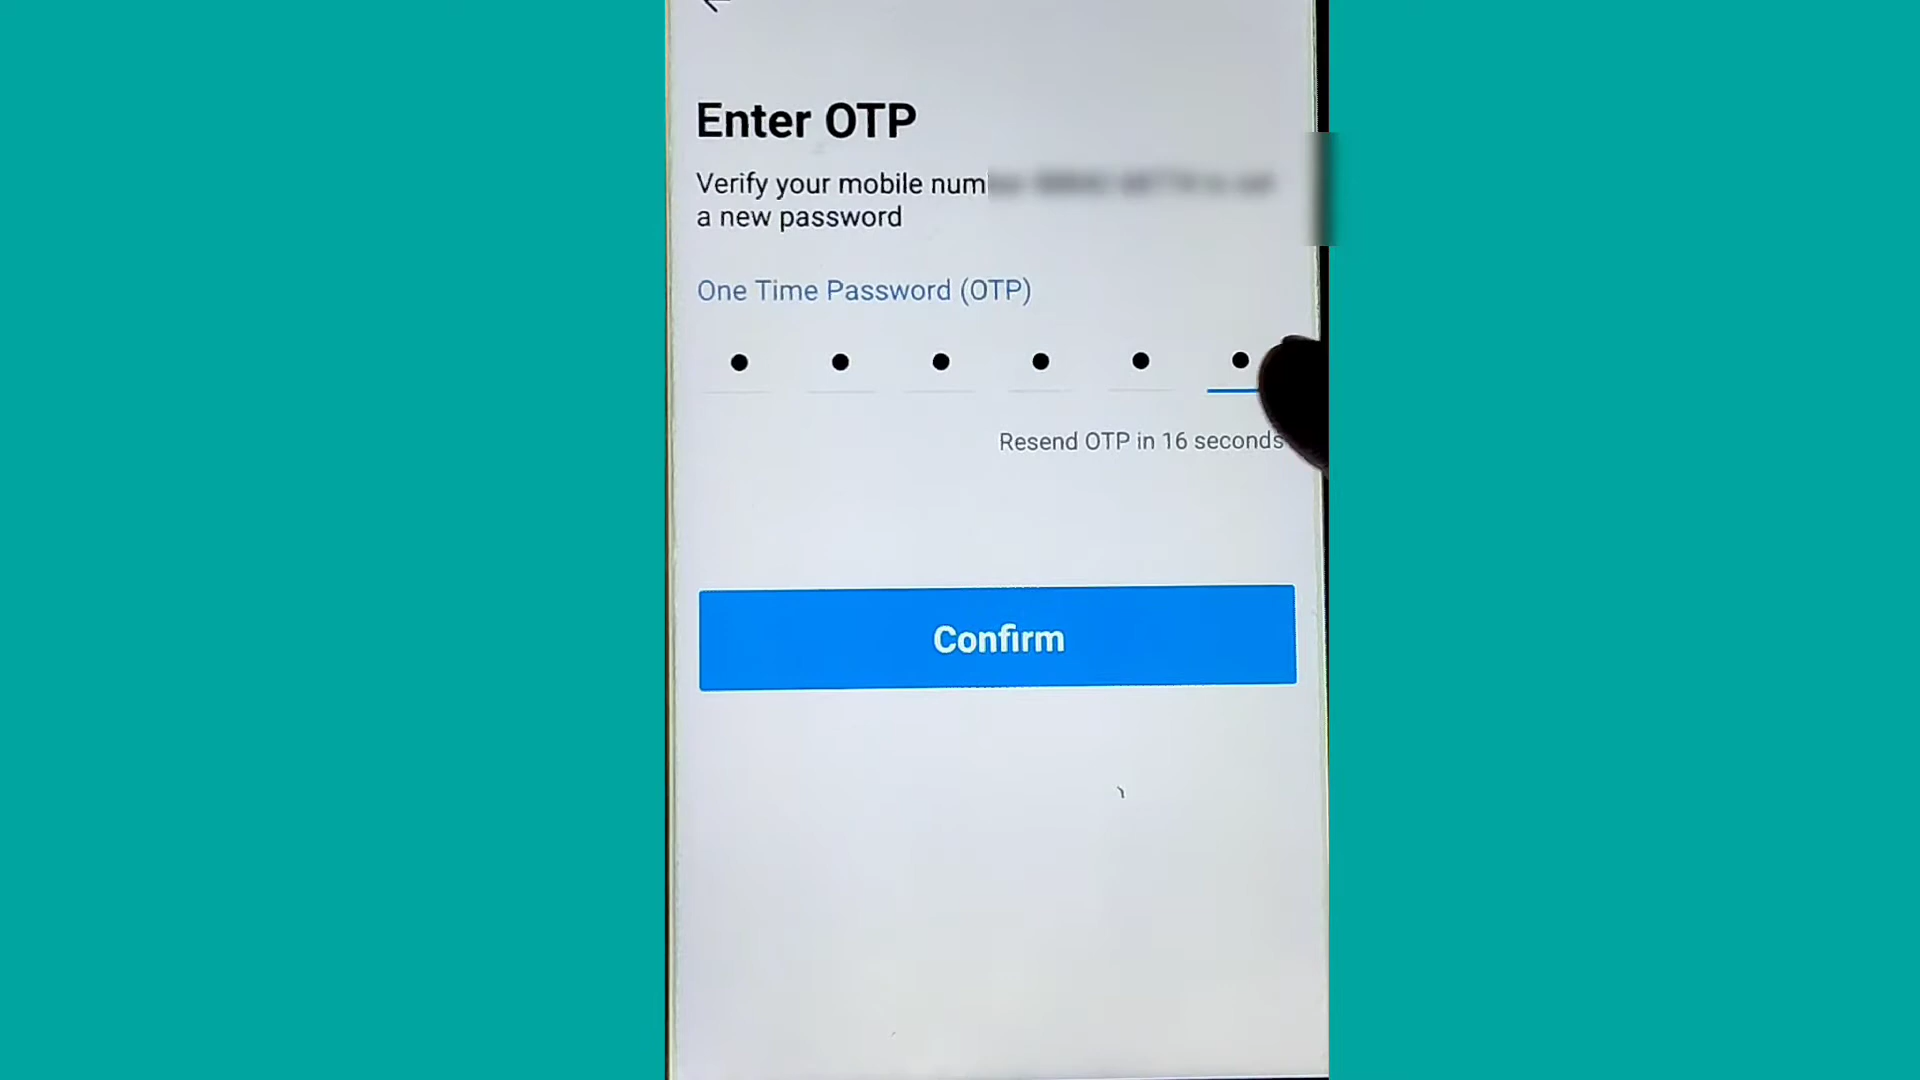 Enter OTP
Verify your mobile num
a new password
One Time Password (OTP)
Resend OTP in 16 seconds
Confirm